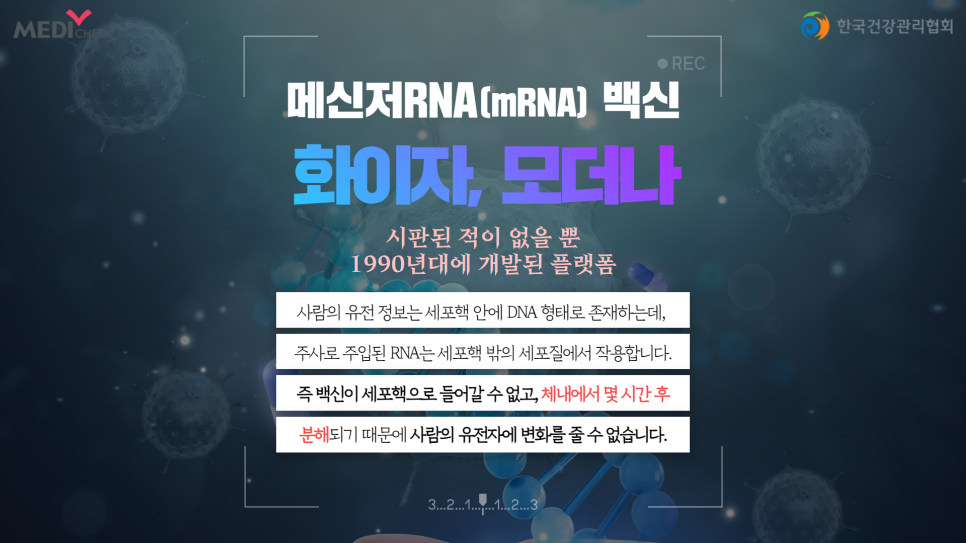 MEDI CHECK
한국건강관리협회
REC
메신저RNA(mRNA) 백신
화이자, 모더나
시판된 적이 없을 뿐
1990년대에 개발된 플랫폼
사람의 유전 정보는 세포핵 안에 DNA 형태로 존재하는데,
주사로 주입된 RNA는 세포핵 밖의 세포질에서 작용합니다.
즉 백신이 세포핵으로 들어갈 수 없고, 체내에서 몇 시간 후
분해되기 때문에 사람의 유전자에 변화를 줄 수 없습니다.
3...2...1...1...2...3